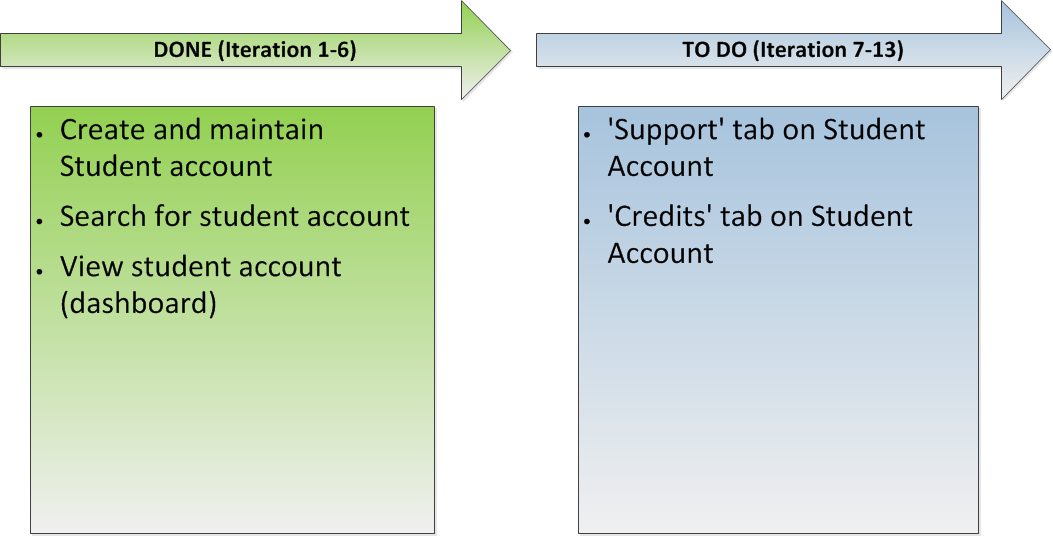 DONE (Iteration 1-6)
TO DO (Iteration 7-13)
• Create and maintain
Student account
• Search for student account
• View student account
(dashboard)
• 'Support' tab on Student
Account
• 'Credits' tab on Student
Account